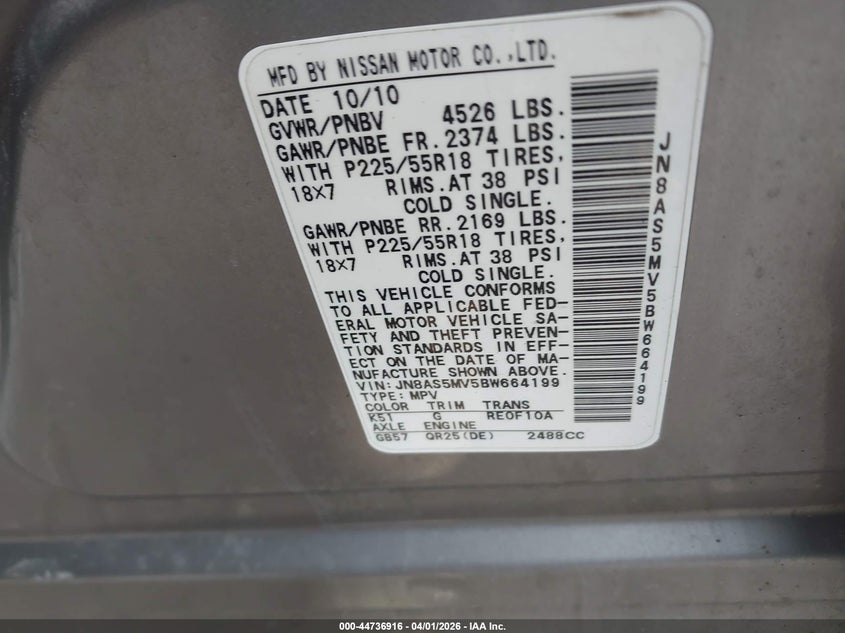 MFD BY NISSAN MOTOR CO.,LTD.
DATE 10/10
GVWR/PNBV 4526 LBS.
GAWR/PNBE FR. 2374 LBS.
WITH P225/55R18 TIRES,
18X7 RIMS.AT 38 PSI
COLD SINGLE.
GAWR/PNBE RR. 2169 LBS.
WITH P225/55R18 TIRES,
18X7 RIMS.AT 38 PSI
COLD SINGLE.
THIS VEHICLE CONFORMS
TO ALL APPLICABLE FED-
ERAL MOTOR VEHICLE SA-
FETY AND THEFT PREVEN-
TION STANDARDS IN EFF-
ECT ON THE DATE OF MA-
NUFACTURE SHOWN ABOVE.
VIN: JN8AS5MV5BW664199
TYPE: MPV
COLOR TRIM TRANS
K51 G RE0F10A
AXLE ENGINE
GB57 QR25(DE) 2488CC
JN8AS5MV5BW664199
000-44736916 - 04/01/2026 - IAA Inc.